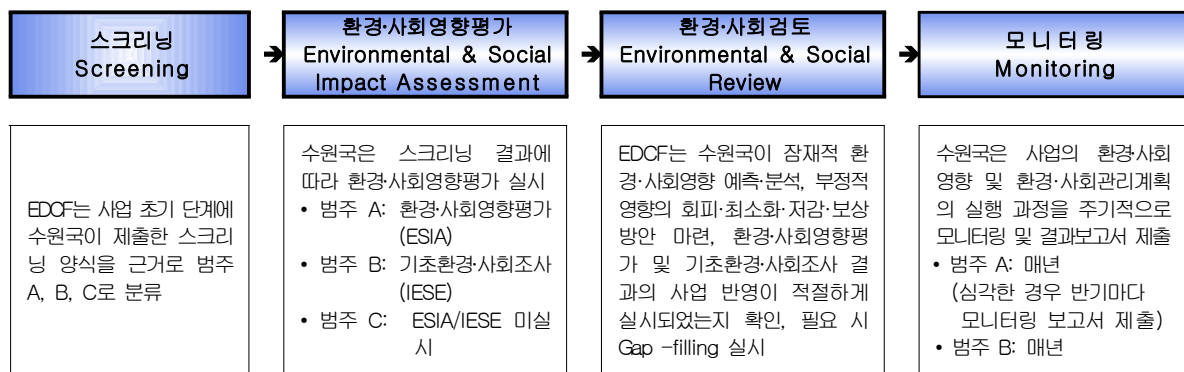 스크리닝
Screening
➔
환경·사회영향평가
Environmental & Social
Impact Assessment
➔
환경·사회검토
Environmental & Social
Review
➔
모니터링
Monitoring
EDCF는 사업 초기 단계에
수원국이 제출한 스크리
닝 양식을 근거로 범주
A, B, C로 분류
수원국은 스크리닝 결과에
따라 환경·사회영향평가 실시
• 범주 A: 환경·사회영향평가
(ESIA)
• 범주 B: 기초환경·사회조사
(IESE)
• 범주 C: ESIA/IESE 미실
시
EDCF는 수원국이 잠재적 환
경·사회영향 예측·분석, 부정적
영향의 회피·최소화·저감·보상
방안 마련, 환경·사회영향평
가 및 기초환경·사회조사 결
과의 사업 반영이 적절하게
실시되었는지 확인, 필요 시
Gap -filling 실시
수원국은 사업의 환경·사회
영향 및 환경·사회관리계획
의 실행 과정을 주기적으로
모니터링 및 결과보고서 제출
• 범주 A: 매년
(심각한 경우 반기마다
모니터링 보고서 제출)
• 범주 B: 매년